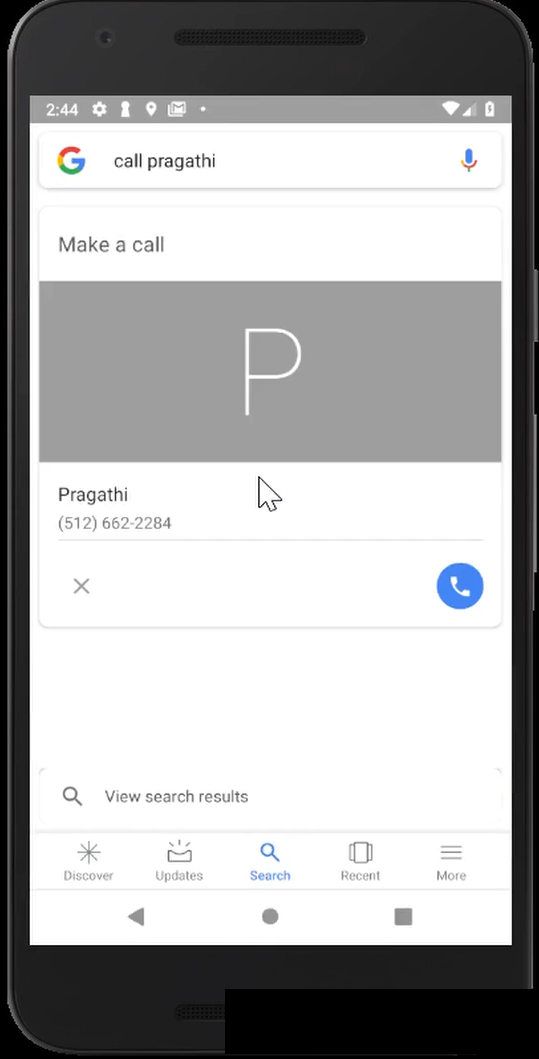 2:44
call pragathi
Make a call
P
Pragathi
(512) 662-2284
View search results
Discover Updates Search Recent More